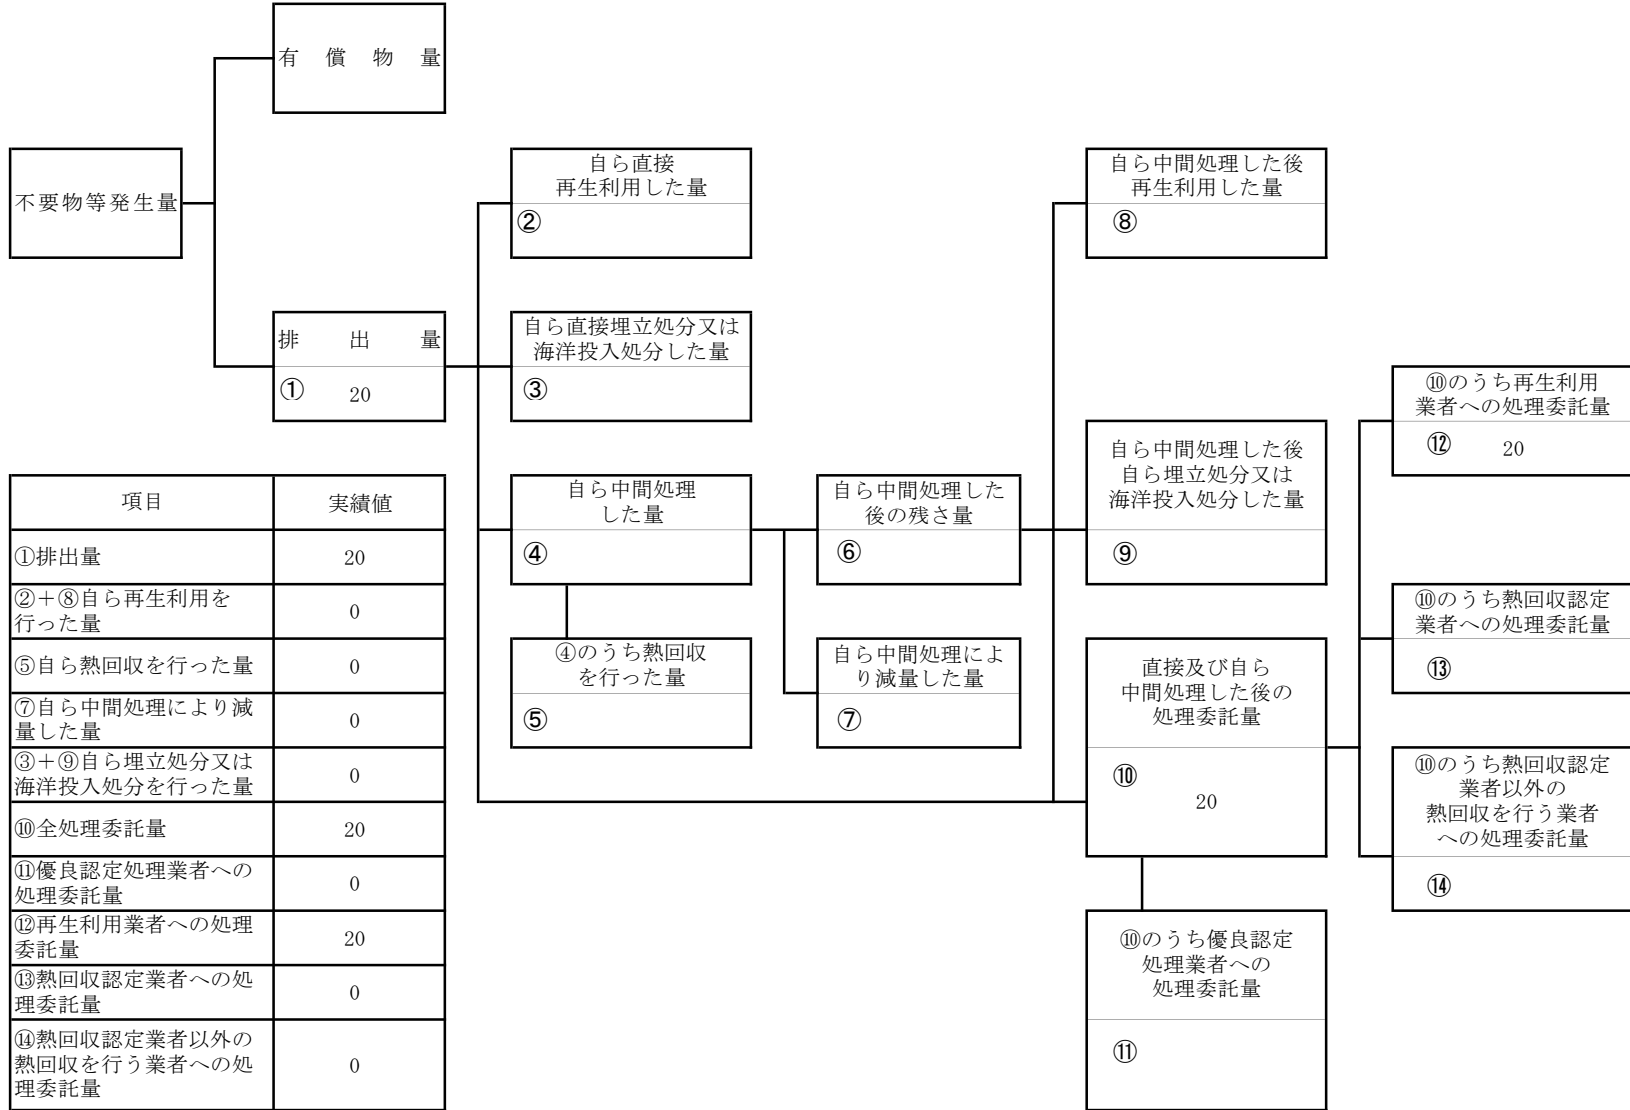 有償物量
不要物等発生量
自ら直接
再生利用した量
②
自ら中間処理した後
再生利用した量
⑧
排出量
① 20
自ら直接埋立処分又は
海洋投入処分した量
③
⑩のうち再生利用
業者への処理委託量
⑫ 20
自ら中間処理した後
自ら埋立処分又は
海洋投入処分した量
⑨
自ら中間処理
した量
④
自ら中間処理した
後の残さ量
⑥
⑩のうち熱回収認定
業者への処理委託量
⑬
④のうち熱回収
を行った量
⑤
自ら中間処理によ
り減量した量
⑦
直接及び自ら
中間処理した後の
処理委託量
⑩
20
⑩のうち熱回収認定
業者以外の
熱回収を行う業者
への処理委託量
⑭
⑩のうち優良認定
処理業者への
処理委託量
⑪
項目 実績値
①排出量 20
②+⑧自ら再生利用を
行った量 0
⑤自ら熱回収を行った量 0
⑦自ら中間処理により減
量した量 0
③+⑨自ら埋立処分又は
海洋投入処分を行った量 0
⑩全処理委託量 20
⑪優良認定処理業者への
処理委託量 0
⑫再生利用業者への処理
委託量 20
⑬熱回収認定業者への処
理委託量 0
⑭熱回収認定業者以外の
熱回収を行う業者への処
理委託量 0